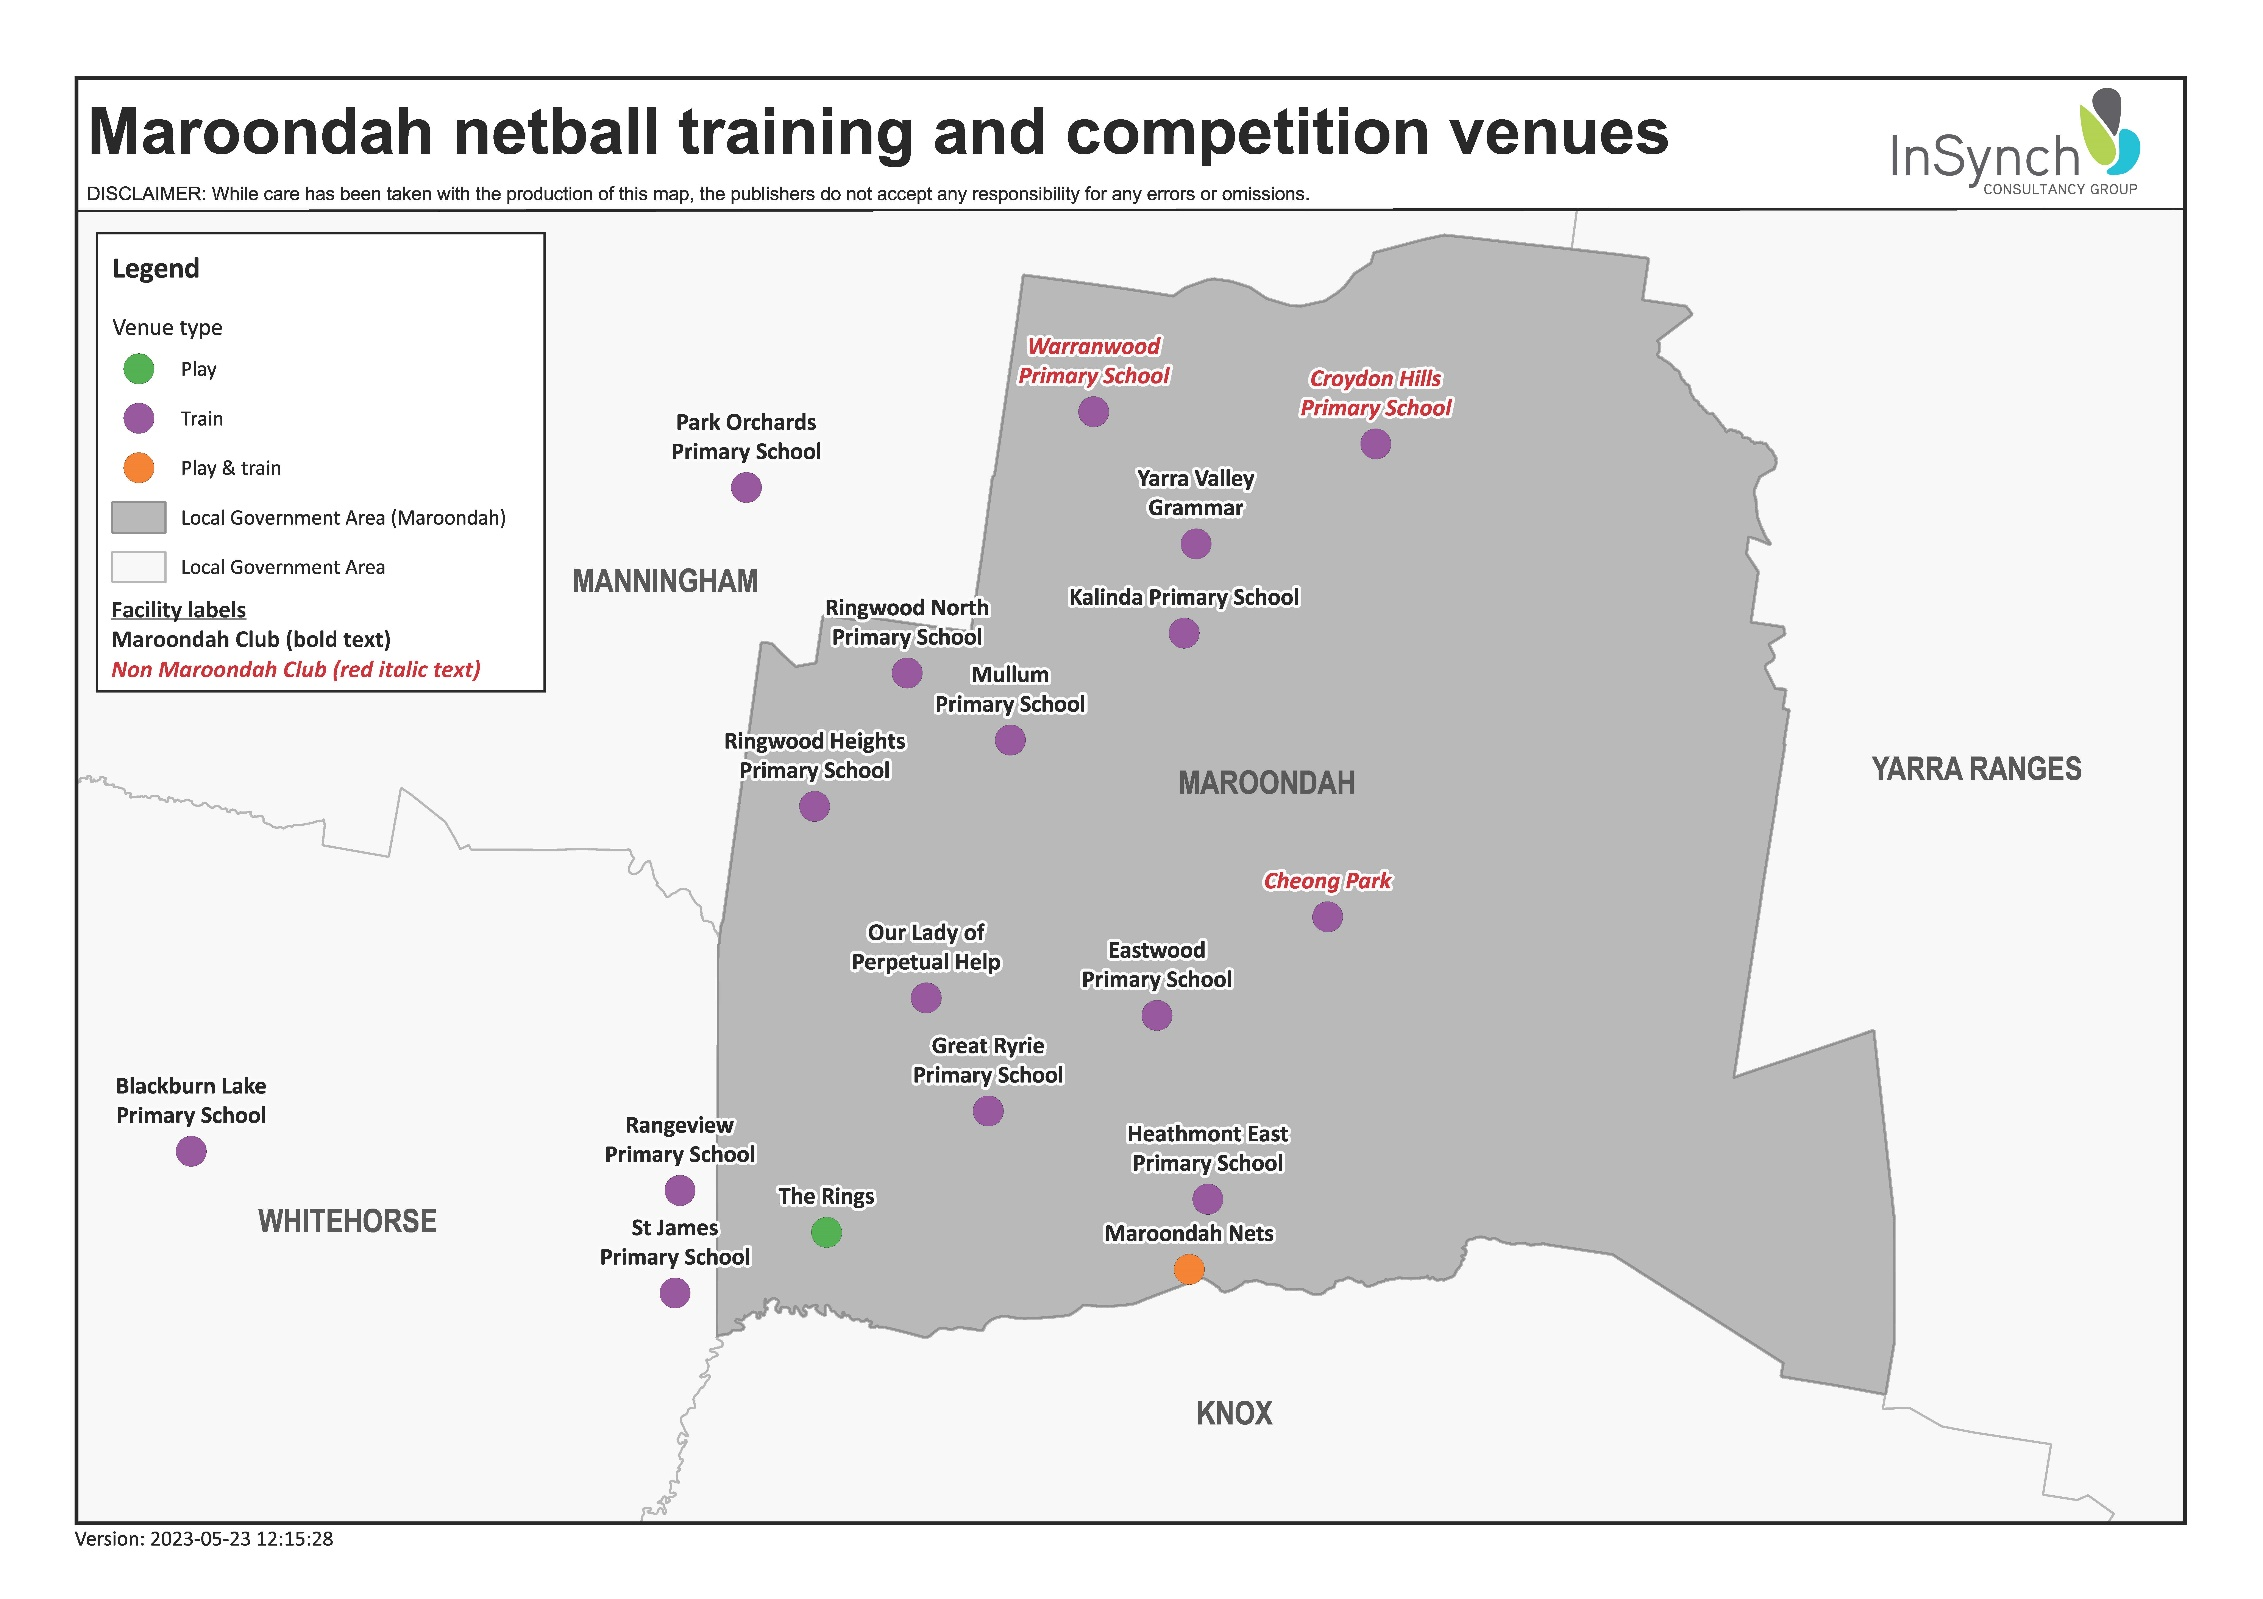 Maroondah netball training and competition venues
DISCLAIMER: While care has been taken with the production of this map, the publishers do not accept any responsibility for any errors or omissions.
InSynch
CONSULTANCY GROUP
Legend
Venue type
Play
Train
Play & train
Local Government Area (Maroondah)
Local Government Area
Facility labels
Maroondah Club (bold text)
Non Maroondah Club (red italic text)
Warranwood
Primary School
Croydon Hills
Primary School
Park Orchards
Primary School
Yarra Valley
Grammar
MANNINGHAM
Kalinda Primary School
Ringwood North
Primary School
Mullum
Primary School
Ringwood Heights
Primary School
MAROONDAH
YARRA RANGES
Cheong Park
Our Lady of
Perpetual Help
Eastwood
Primary School
Great Ryrie
Primary School
Blackburn Lake
Primary School
Rangeview
Primary School
Heathmont East
Primary School
The Rings
WHITEHORSE
St James
Primary School
Maroondah Nets
KNOX
Version: 2023-05-23 12:15:28